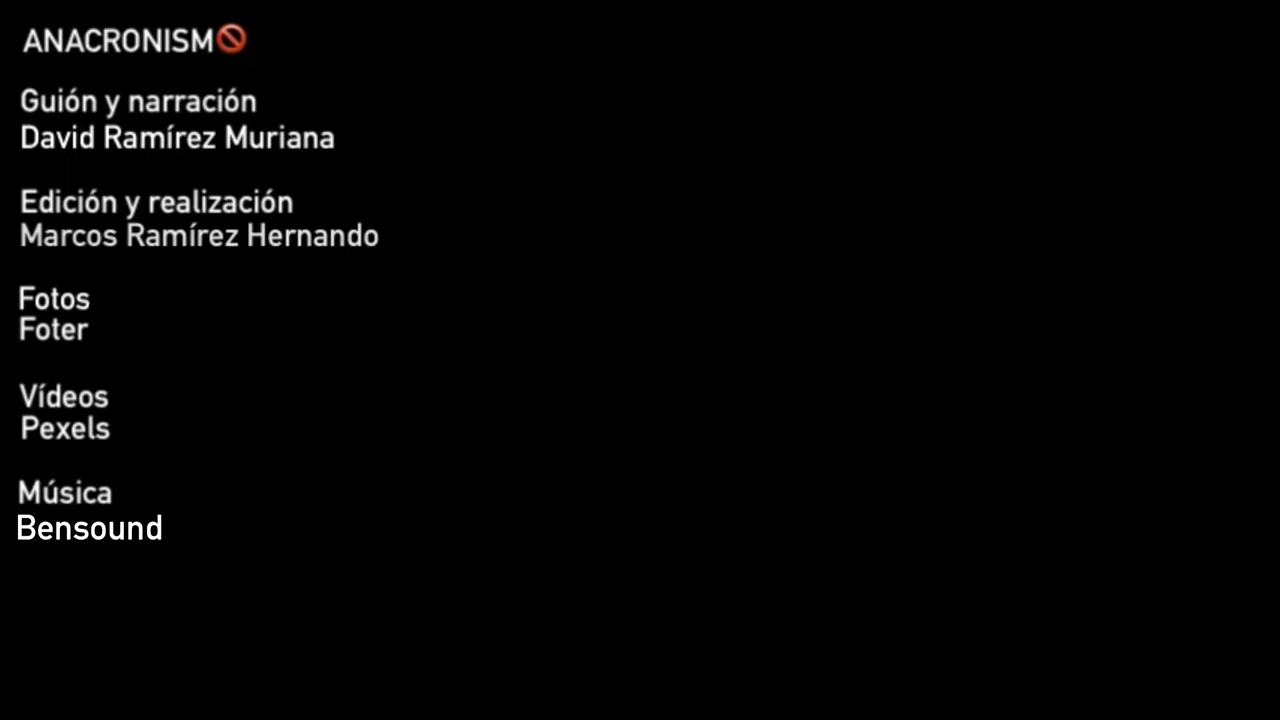 ANACRONISM🚫
Guión y narración
David Ramírez Muriana
Edición y realización
Marcos Ramírez Hernando
Fotos
Foter
Vídeos
Pexels
Música
Bensound